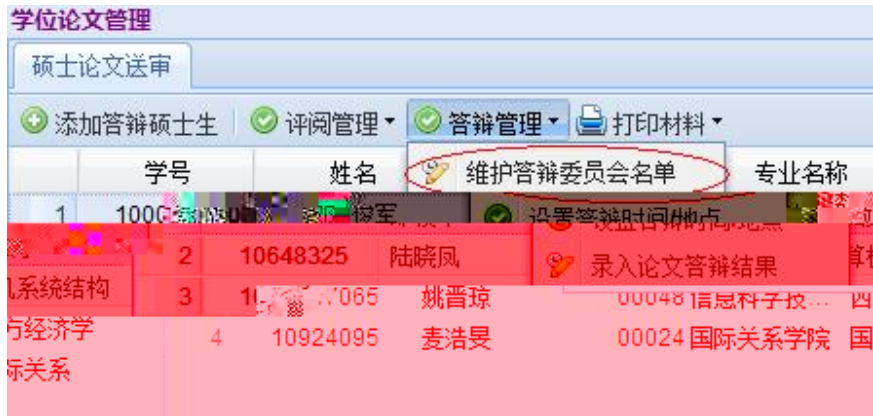 学位论文管理
硕士论文送审
添加答辩硕士生 评阅管理 答辩管理 打印材料
学号 姓名 维护答辩委员会名单 专业名称
1 俊军 设置答辩时间/地点
2 10648325 陆晓凤 录入论文答辩结果
系统结构 3 065 姚晋琼 00048 信息科学技…
经济学 4 10924095 麦浩旻 00024 国际关系学院 国
际关系